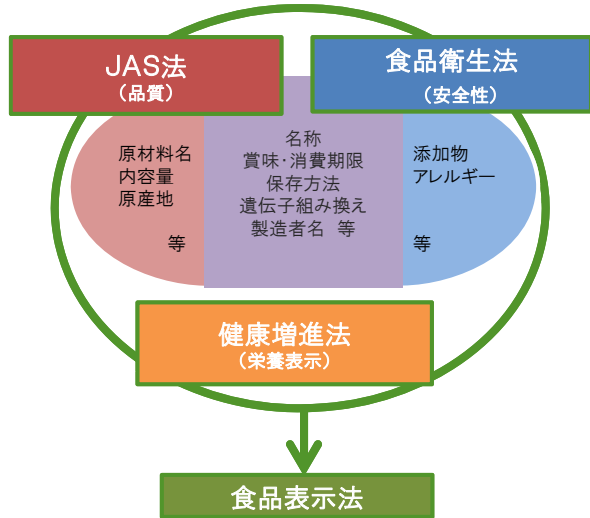 JAS法
（品質）
食品衛生法
（安全性）
原材料名
内容量
原産地
等
名称
賞味・消費期限
保存方法
遺伝子組み換え
製造者名　等
添加物
アレルギー
等
健康増進法
（栄養表示）
食品表示法